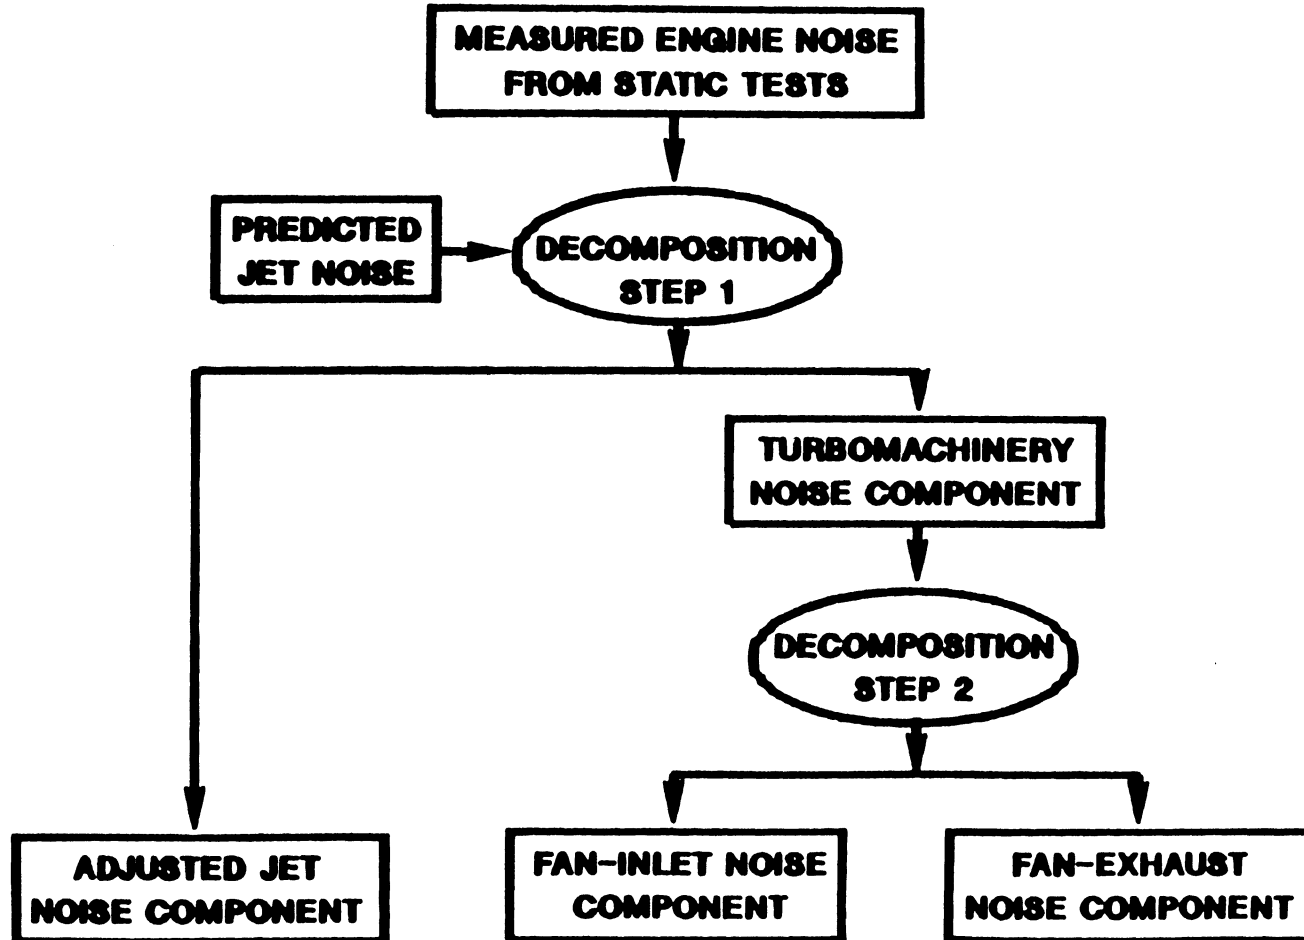 MEASURED ENGINE NOISE
FROM STATIC TESTS
PREDICTED
JET NOISE
DECOMPOSITION
STEP 1
TURBOMACHINERY
NOISE COMPONENT
DECOMPOSITION
STEP 2
ADJUSTED JET
NOISE COMPONENT
FAN-INLET NOISE
COMPONENT
FAN-EXHAUST
NOISE COMPONENT